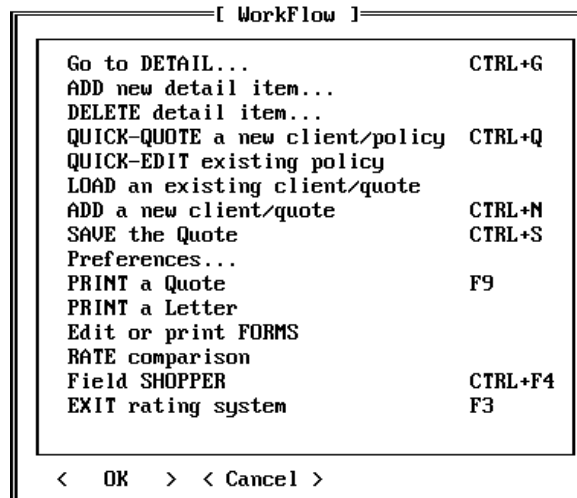 [ WorkFlow ]
Go to DETAIL... CTRL+G
ADD new detail item...
DELETE detail item...
QUICK-QUOTE a new client/policy CTRL+Q
QUICK-EDIT existing policy
LOAD an existing client/quote
ADD a new client/quote CTRL+N
SAVE the Quote CTRL+S
Preferences...
PRINT a Quote F9
PRINT a Letter
Edit or print FORMS
RATE comparison
Field SHOPPER CTRL+F4
EXIT rating system F3
< OK > < Cancel >